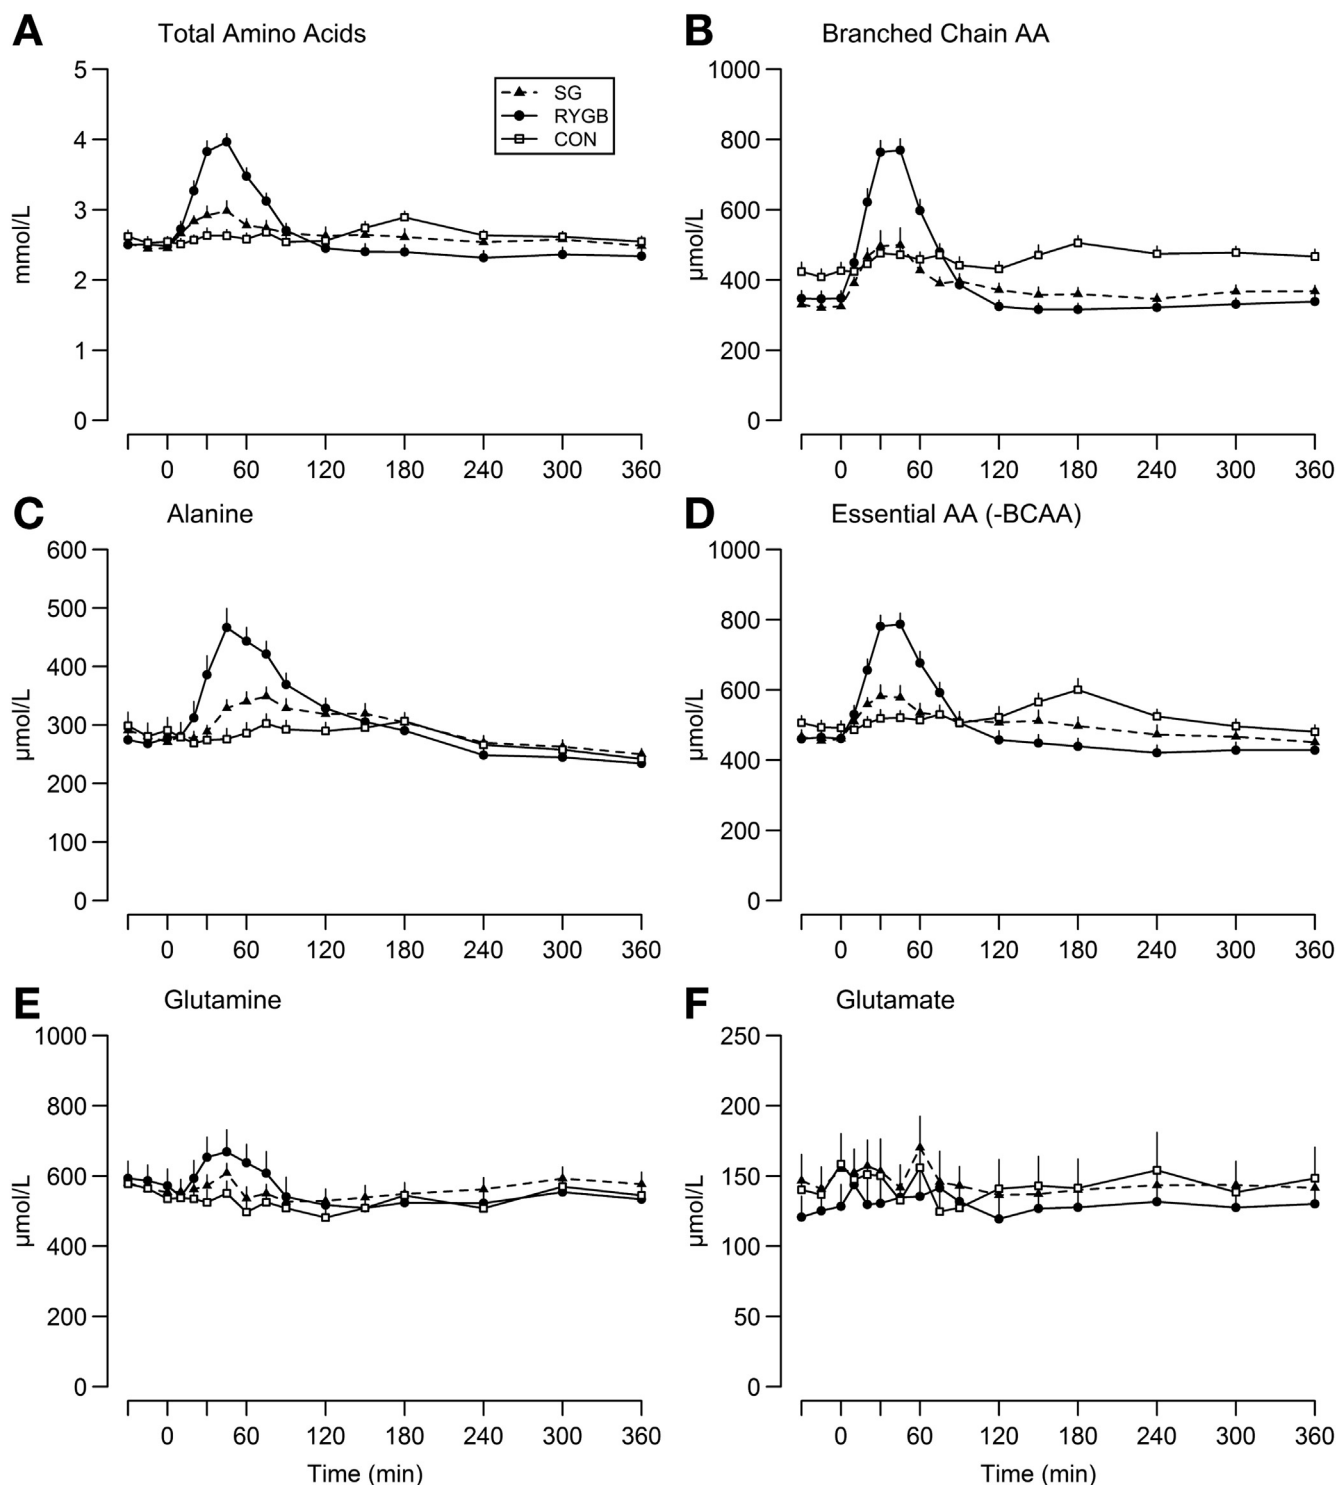 A Total Amino Acids
5
4
3
2
1
0
mmol/L
SG
RYGB
CON
0 60 120 180 240 300 360
B Branched Chain AA
1000
800
600
400
200
0
µmol/L
0 60 120 180 240 300 360
C Alanine
600
500
400
300
200
100
0
µmol/L
0 60 120 180 240 300 360
D Essential AA (-BCAA)
1000
800
600
400
200
0
µmol/L
0 60 120 180 240 300 360
E Glutamine
1000
800
600
400
200
0
µmol/L
0 60 120 180 240 300 360
Time (min)
F Glutamate
250
200
150
100
50
0
µmol/L
0 60 120 180 240 300 360
Time (min)